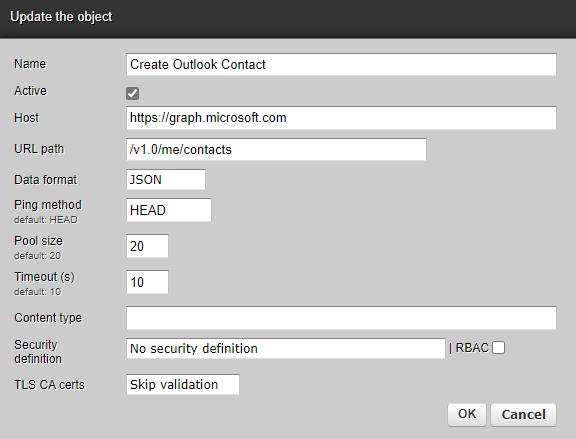 Update the object
Name Create Outlook Contact
Active
Host https://graph.microsoft.com
URL path /v1.0/me/contacts
Data format JSON
Ping method HEAD
default: HEAD
Pool size 20
default: 20
Timeout (s) 10
default: 10
Content type
Security definition No security definition | RBAC
TLS CA certs Skip validation
OK Cancel